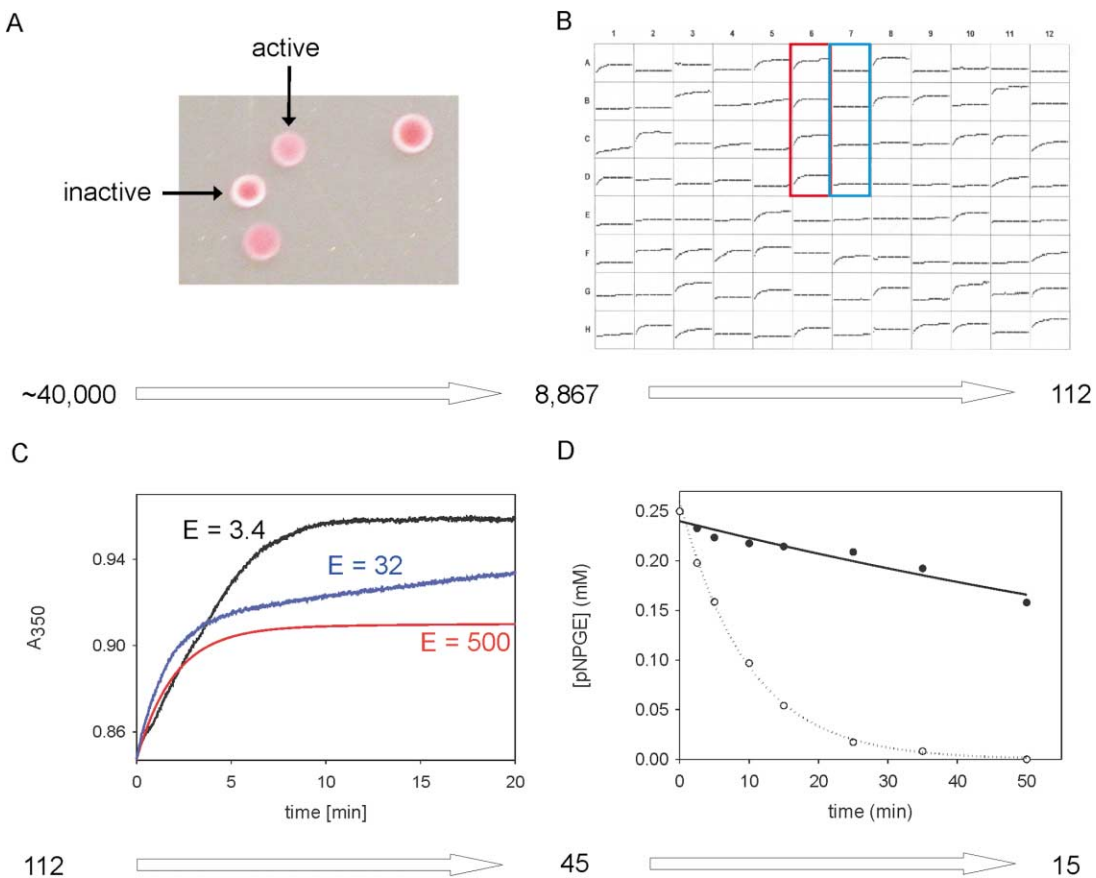 A
active
inactive
B
1 2 3 4 5 6 7 8 9 10 11 12
A
B
C
D
E
F
G
H
~40,000
8,867
112
C
E = 3.4
E = 32
E = 500
0.94
0.90
0.86
A350
0 5 10 15 20
time [min]
D
0.25
0.20
0.15
0.10
0.05
0.00
[pNPGE] (mM)
0 10 20 30 40 50
time (min)
112
45
15